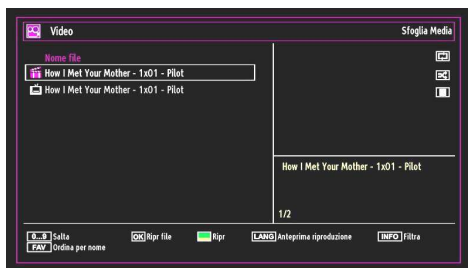 Video
Sfoglia Media
Nome file
How I Met Your Mother - 1x01 - Pilot
How I Met Your Mother - 1x01 - Pilot
How I Met Your Mother - 1x01 - Pilot
1/2
0...9 Salta OK Ripr file Ripr LANG Anteprima riproduzione INFO Filtra
FAV Ordina per nome